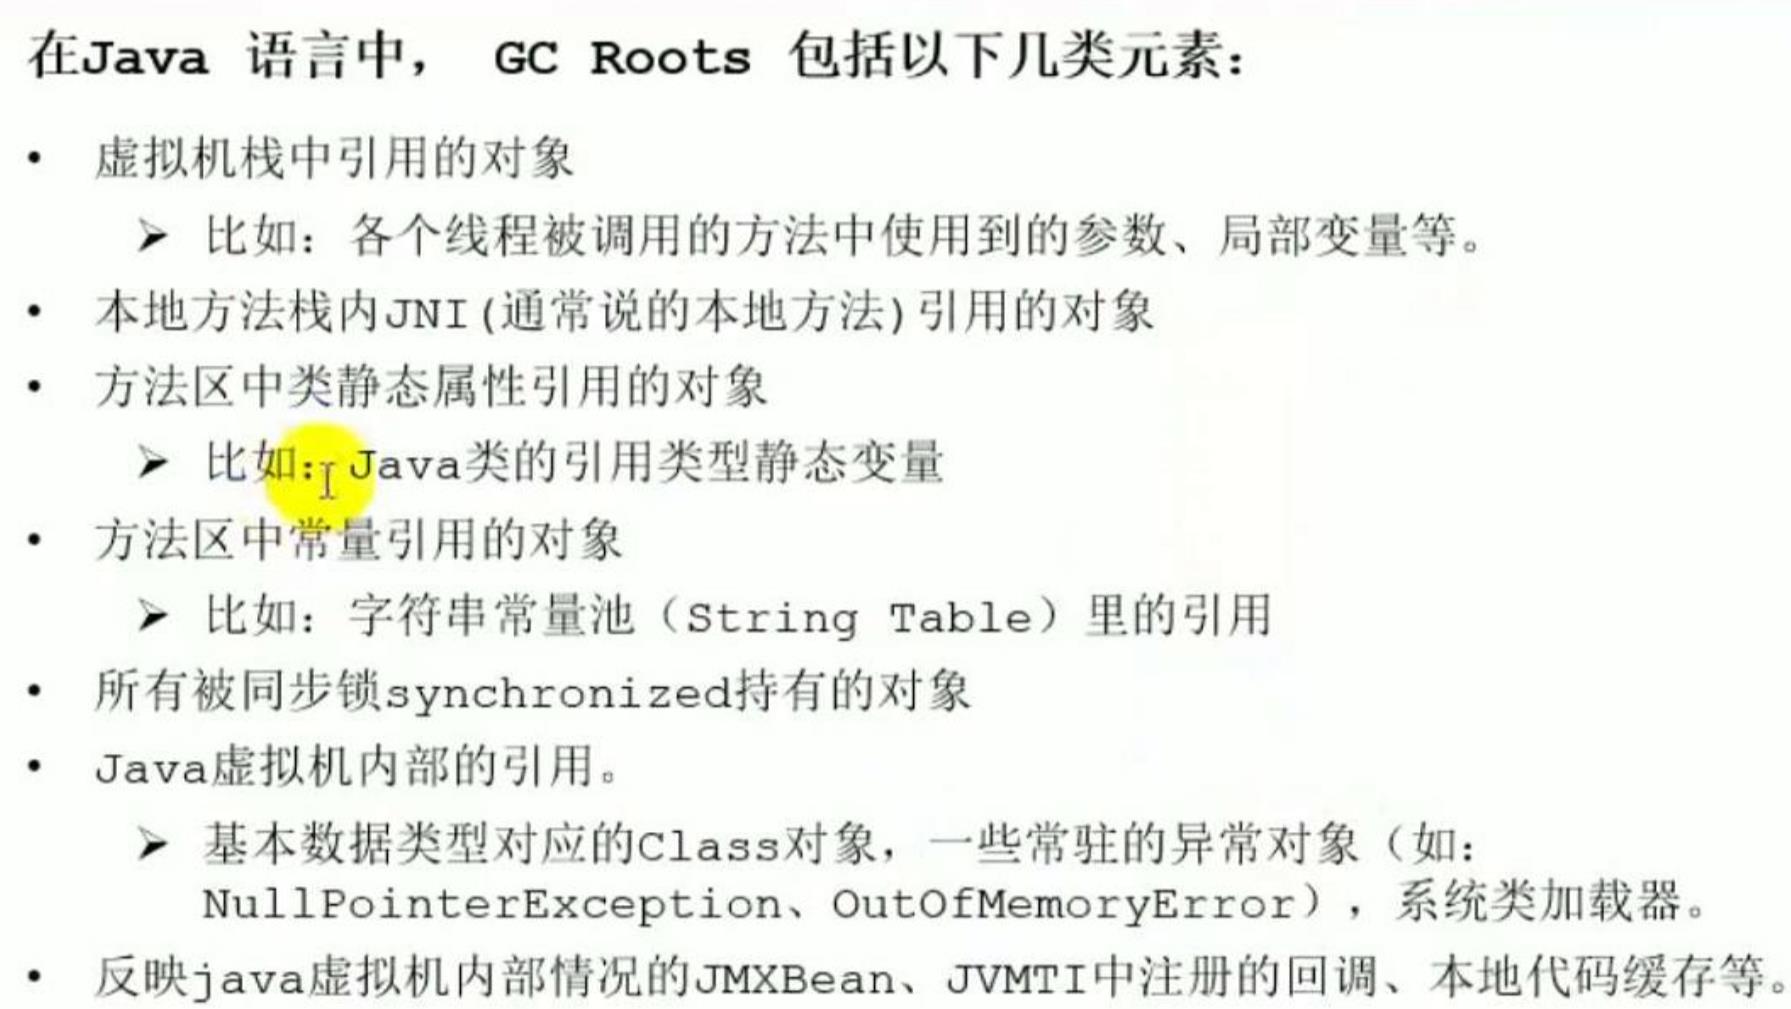 在Java 语言中， GC Roots 包括以下几类元素：
• 虚拟机栈中引用的对象
➢ 比如：各个线程被调用的方法中使用到的参数、局部变量等。
• 本地方法栈内JNI(通常说的本地方法)引用的对象
• 方法区中类静态属性引用的对象
➢ 比如：Java类的引用类型静态变量
• 方法区中常量引用的对象
➢ 比如：字符串常量池（String Table）里的引用
• 所有被同步锁synchronized持有的对象
• Java虚拟机内部的引用。
➢ 基本数据类型对应的Class对象，一些常驻的异常对象（如：
NullPointerException、OutOfMemoryError），系统类加载器。
• 反映java虚拟机内部情况的JMXBean、JVMTI中注册的回调、本地代码缓存等。